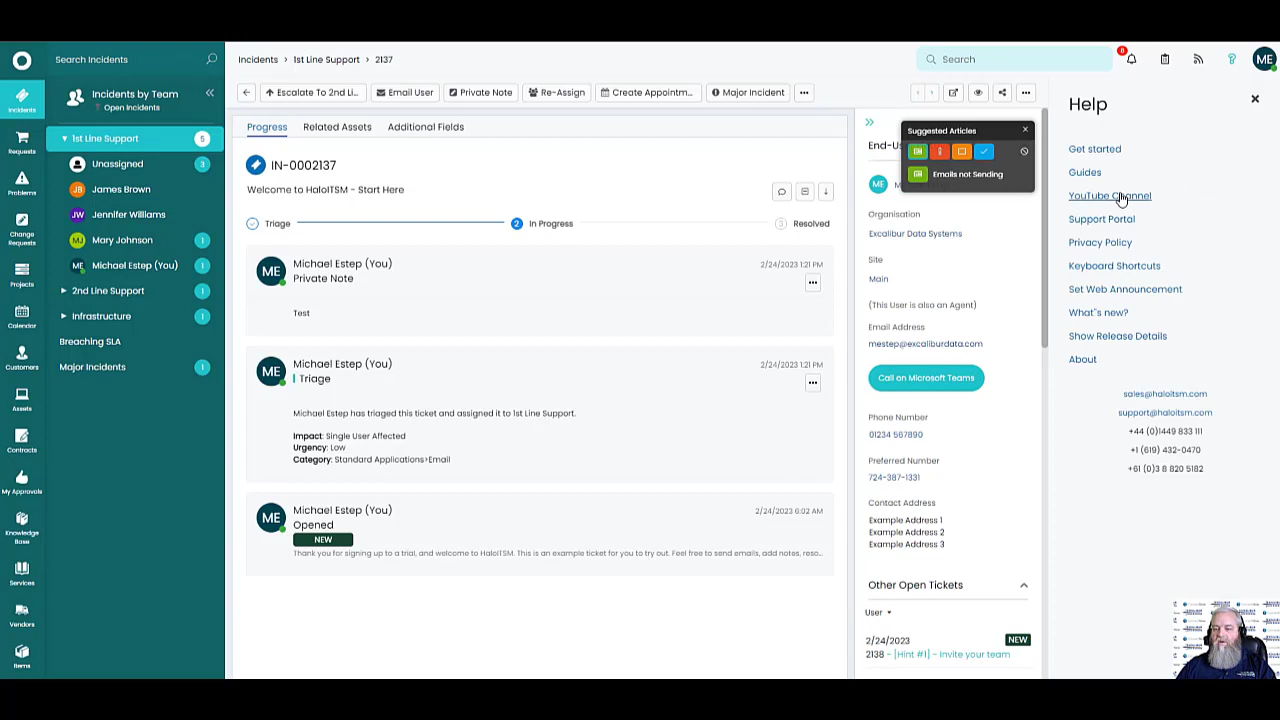 Search Incidents
Incidents > 1st Line Support > 2137
Search
8
?
ME
Incidents
Requests
Problems
Change
Requests
Projects
Calendar
Customers
Assets
Contracts
My Approvals
Knowledge
Base
Services
Vendors
Items
Incidents by Team
Open Incidents
1st Line Support 5
Unassigned 3
JB James Brown
JW Jennifer Williams
MJ Mary Johnson 1
ME Michael Estep (You) 1
2nd Line Support 1
Infrastructure 1
Breaching SLA
Major Incidents 1
Escalate To 2nd Li... Email User Private Note Re-Assign Create Appointm... Major Incident
Progress Related Assets Additional Fields
IN-0002137
Welcome to HaloITSM - Start Here
Triage 2 In Progress 3 Resolved
ME Michael Estep (You) 2/24/2023 1:21 PM
Private Note
Test
ME Michael Estep (You) 2/24/2023 1:21 PM
Triage
Michael Estep has triaged this ticket and assigned it to 1st Line Support.
Impact: Single User Affected
Urgency: Low
Category: Standard Applications>Email
ME Michael Estep (You) 2/24/2023 6:02 AM
Opened
NEW
Thank you for signing up to a trial, and welcome to HaloITSM. This is an example ticket for you to try out. Feel free to send emails, add notes, reso...
End-Us
ME M
Suggested Articles
Emails not Sending
Organisation
Excalibur Data Systems
Site
Main
(This User is also an Agent)
Email Address
mestep@excaliburdata.com
Call on Microsoft Teams
Phone Number
01234 567890
Preferred Number
724-387-1331
Contact Address
Example Address 1
Example Address 2
Example Address 3
Other Open Tickets
User
2/24/2023 NEW
2138 - [Hint #1] - Invite your team
Help
Get started
Guides
YouTube Channel
Support Portal
Privacy Policy
Keyboard Shortcuts
Set Web Announcement
What"s new?
Show Release Details
About
sales@haloitsm.com
support@haloitsm.com
+44 (0)1449 833 111
+1 (619) 432-0470
+61 (0)3 8 820 5182